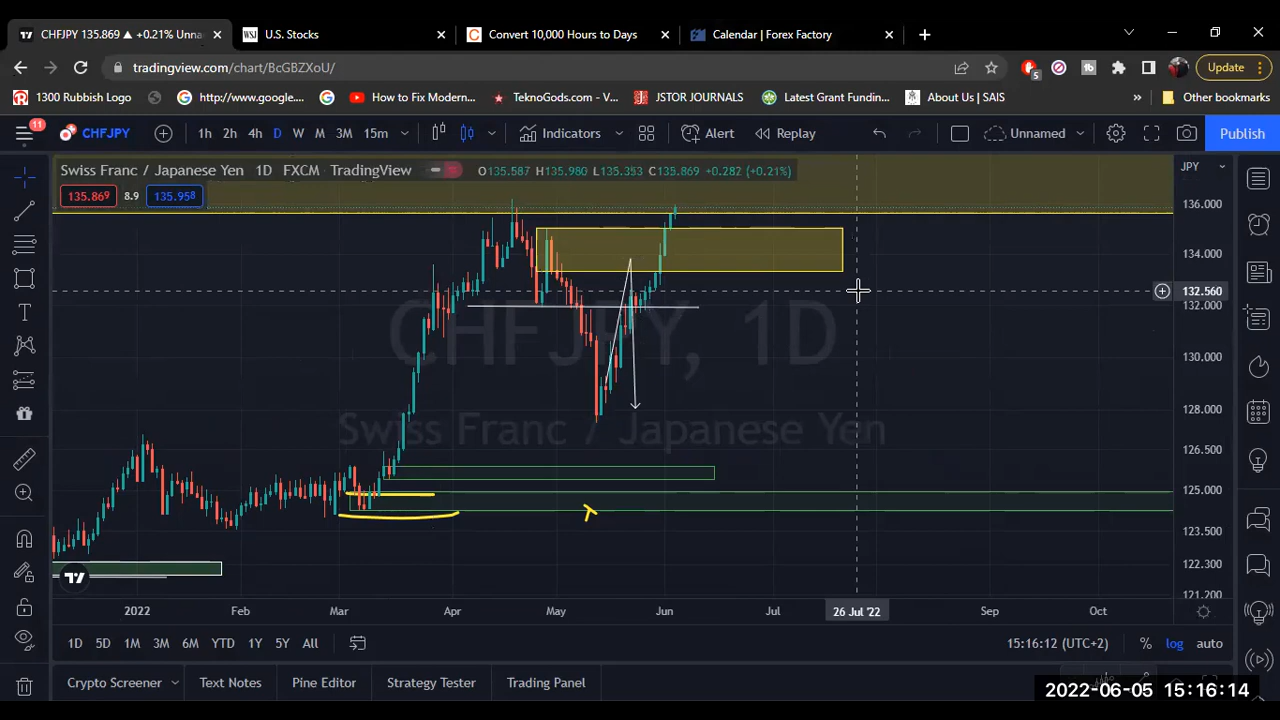 CHFJPY 135.869 ▲ +0.21% Unna
U.S. Stocks
Convert 10,000 Hours to Days
Calendar | Forex Factory
tradingview.com/chart/BcGBZXoU/
5
Update
1300 Rubbish Logo
http://www.google....
How to Fix Modern...
TeknoGods.com - V...
JSTOR JOURNALS
Latest Grant Fundin...
About Us | SAIS
Other bookmarks
11
CHFJPY
1h 2h 4h D W M 3M 15m
Indicators
Alert
Replay
Unnamed
Publish
Swiss Franc / Japanese Yen 1D FXCM TradingView
O135.587 H135.980 L135.353 C135.869 +0.282 (+0.21%)
JPY
135.869 8.9 135.958
136.000
134.000
132.560
132.000
130.000
128.000
126.500
125.000
123.500
122.300
121.200
CHFJPY, 1D
Swiss Franc / Japanese Yen
2022 Feb Mar Apr May Jun Jul 26 Jul '22 Sep Oct
1D 5D 1M 3M 6M YTD 1Y 5Y All
15:16:12 (UTC+2)
% log auto
Crypto Screener
Text Notes
Pine Editor
Strategy Tester
Trading Panel
2022-06-05 15:16:14